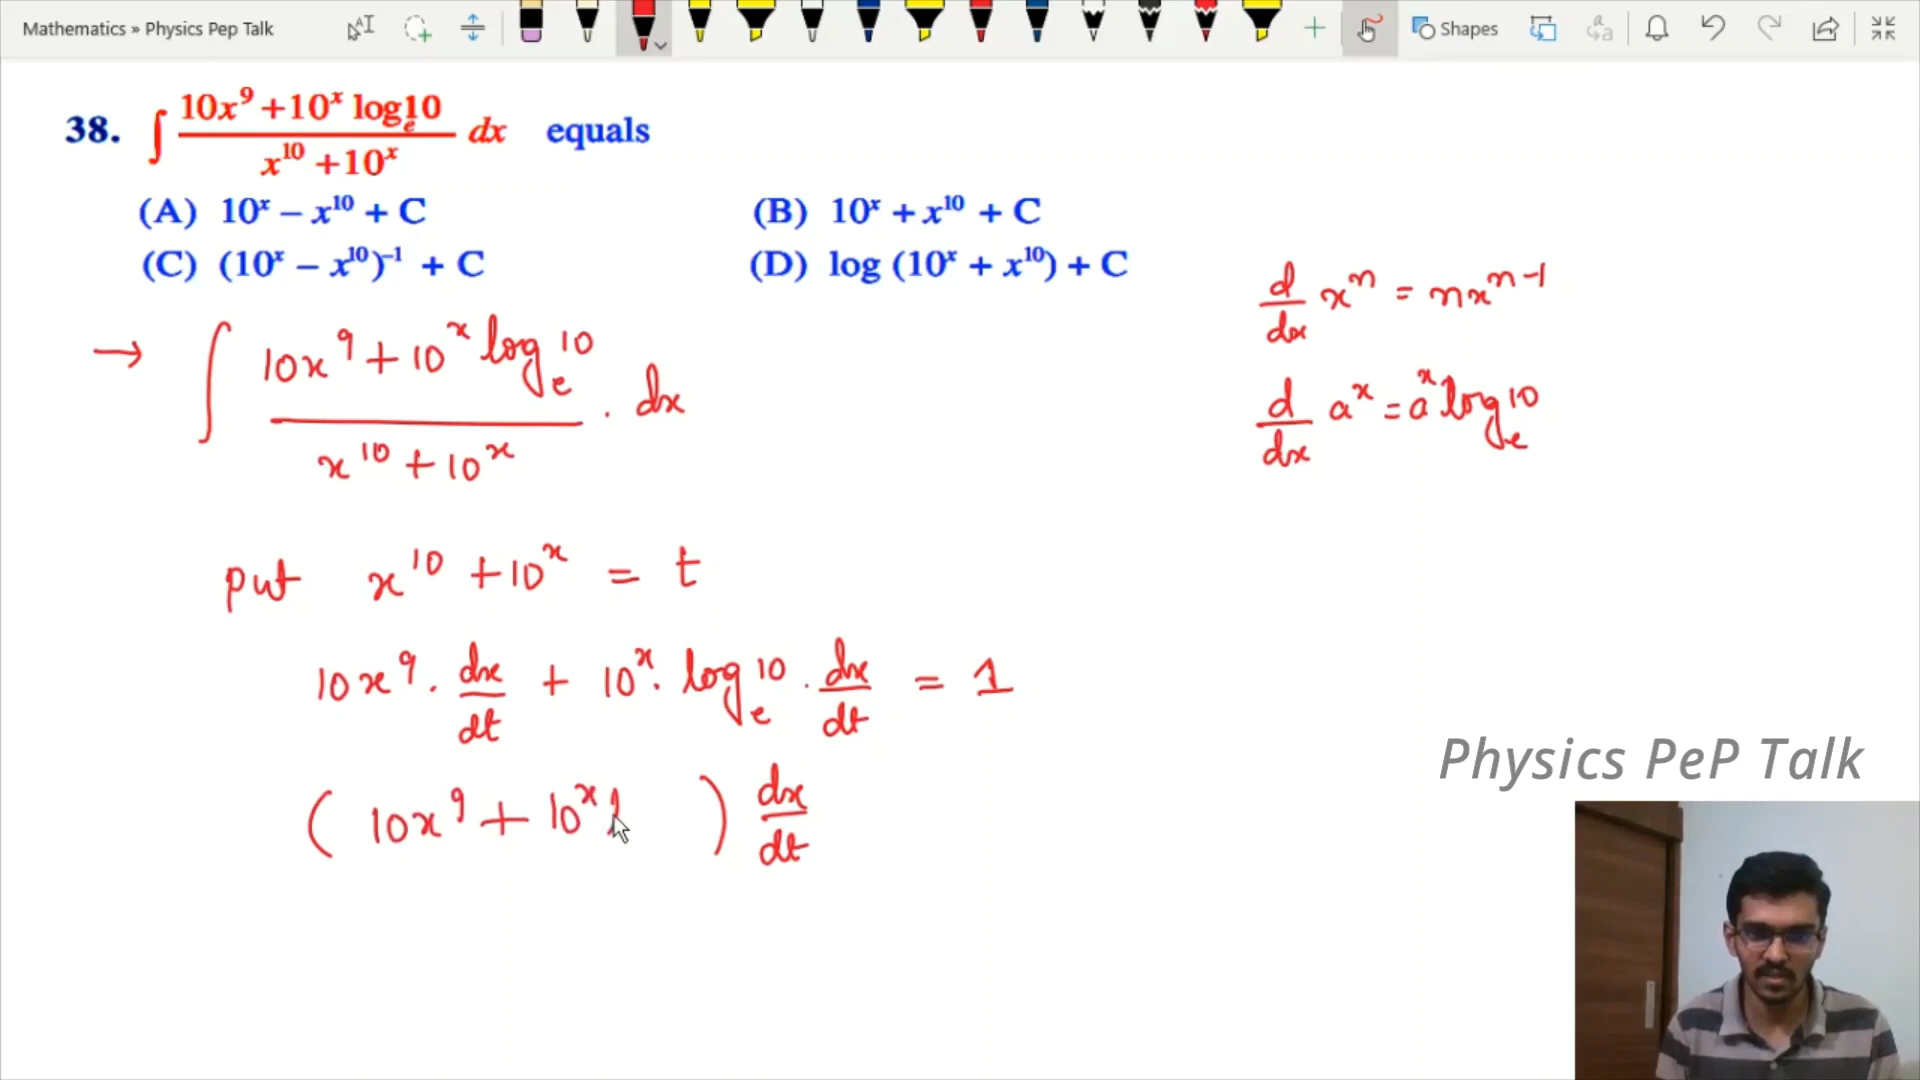 Mathematics » Physics Pep Talk
Shapes
38. ∫ (10x⁹ + 10ˣ logₑ10) / (x¹⁰ + 10ˣ) dx equals
(A) 10ˣ – x¹⁰ + C (B) 10ˣ + x¹⁰ + C
(C) (10ˣ – x¹⁰)⁻¹ + C (D) log (10ˣ + x¹⁰) + C
→ ∫ (10x⁹ + 10ˣ logₑ10) / (x¹⁰ + 10ˣ) . dx
d/dx xⁿ = nxⁿ⁻¹
d/dx aˣ = aˣ logₑ10
put x¹⁰ + 10ˣ = t
10x⁹ . dx/dt + 10ˣ . logₑ10 . dx/dt = 1
( 10x⁹ + 10ˣ ) dx/dt
Physics PeP Talk